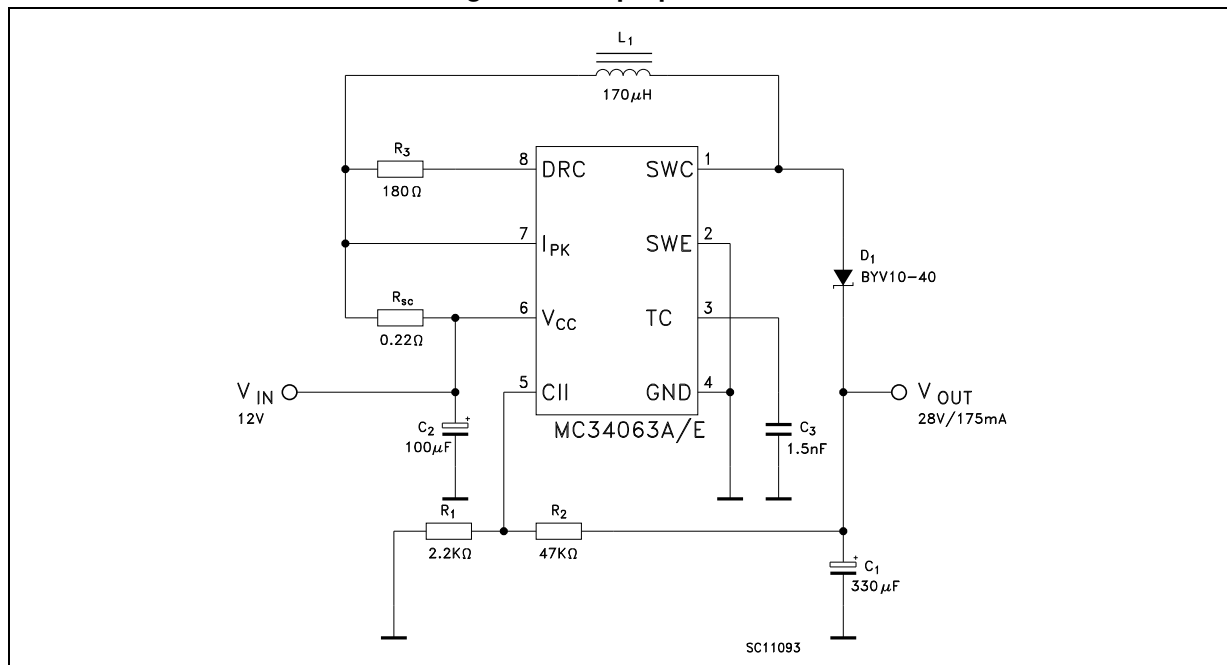 L1
170μH
R3
180Ω
8 DRC SWC 1
7 IPK SWE 2
D1
BYV10-40
Rsc
0.22Ω
6 VCC TC 3
VIN
12V
5 CII GND 4
VOUT
28V/175mA
MC34063A/E
C2
+
100μF
C3
1.5nF
R1
2.2KΩ
R2
47KΩ
C1
+
330μF
SC11093